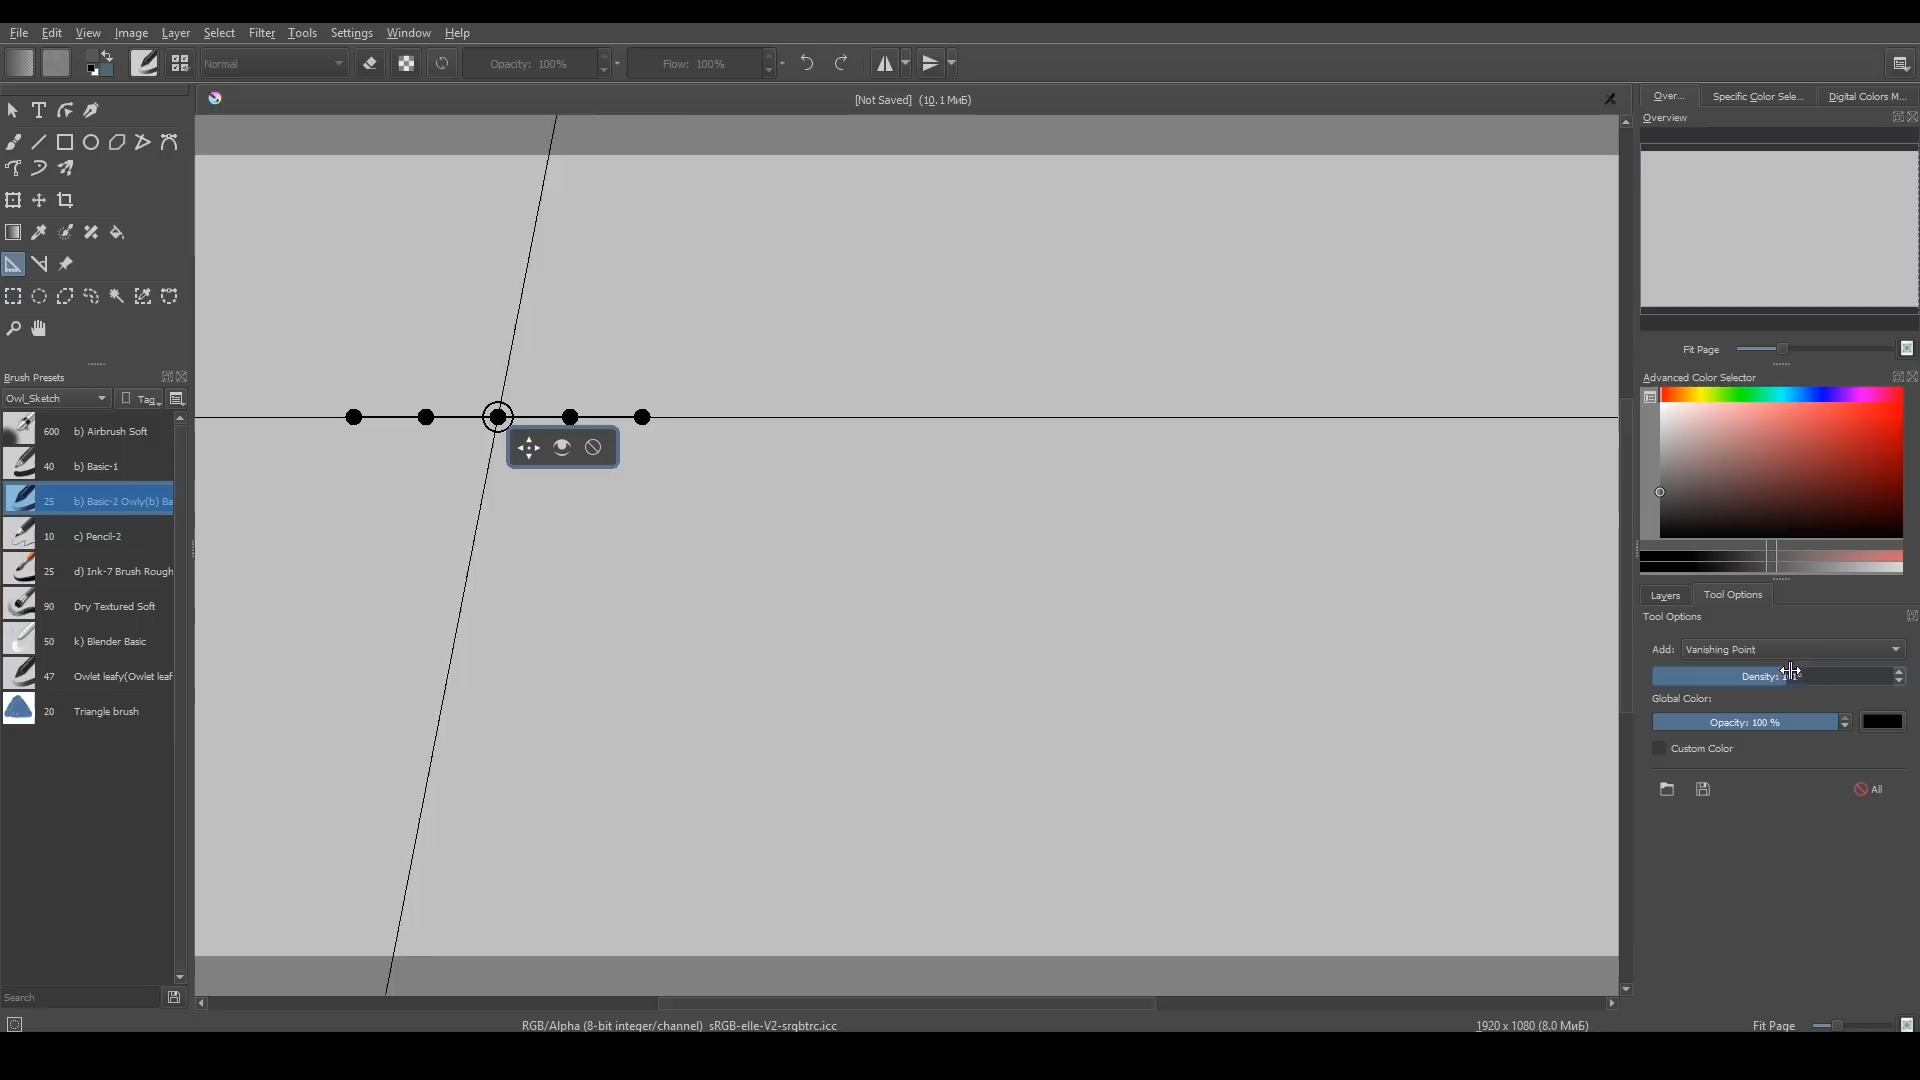 File Edit View Image Layer Select Filter Tools Settings Window Help
Normal Opacity: 100% Flow: 100%
[Not Saved] (10.1 МиБ)
Over... Specific Color Sele... Digital Colors M...
Overview
Fit Page
Advanced Color Selector
Layers Tool Options
Tool Options
Add: Vanishing Point
Density:
Global Color:
Opacity: 100 %
Custom Color
All
Brush Presets
Owl_Sketch Tag
600 b) Airbrush Soft
40 b) Basic-1
25 b) Basic-2 Owly(b) Ba
10 c) Pencil-2
25 d) Ink-7 Brush Rough
90 Dry Textured Soft
50 k) Blender Basic
47 Owlet leafy(Owlet leaf
20 Triangle brush
Search
RGB/Alpha (8-bit integer/channel) sRGB-elle-V2-srgbtrc.icc
1920 x 1080 (8.0 МиБ)
Fit Page